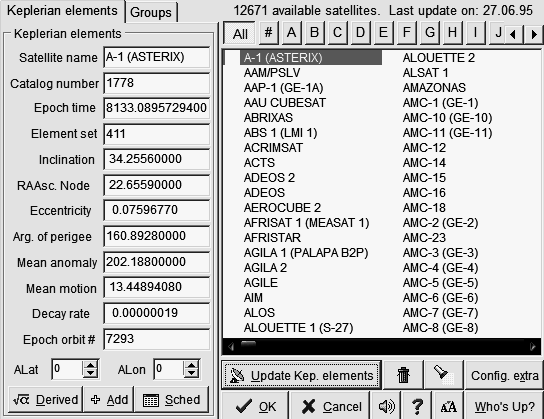 Keplerian elements Groups
12671 available satellites. Last update on: 27.06.95
Keplerian elements
Satellite name A-1 (ASTERIX)
Catalog number 1778
Epoch time 8133.0895729400
Element set 411
Inclination 34.25560000
RAAsc. Node 22.65590000
Eccentricity 0.07596770
Arg. of perigee 160.89280000
Mean anomaly 202.18800000
Mean motion 13.44894080
Decay rate 0.00000019
Epoch orbit # 7293
ALat 0 ALon 0
Derived Add Sched
All # A B C D E F G H I J
A-1 (ASTERIX)
AAM/PSLV
AAP-1 (GE-1A)
AAU CUBESAT
ABRIXAS
ABS 1 (LMI 1)
ACRIMSAT
ACTS
ADEOS 2
ADEOS
AEROCUBE 2
AFRISAT 1 (MEASAT 1)
AFRISTAR
AGILA 1 (PALAPA B2P)
AGILA 2
AGILE
AIM
ALOS
ALOUETTE 1 (S-27)
ALOUETTE 2
ALSAT 1
AMAZONAS
AMC-1 (GE-1)
AMC-10 (GE-10)
AMC-11 (GE-11)
AMC-12
AMC-14
AMC-15
AMC-16
AMC-18
AMC-2 (GE-2)
AMC-23
AMC-3 (GE-3)
AMC-4 (GE-4)
AMC-5 (GE-5)
AMC-6 (GE-6)
AMC-7 (GE-7)
AMC-8 (GE-8)
Update Kep. elements Config. extra
OK Cancel ? AA Who's Up?